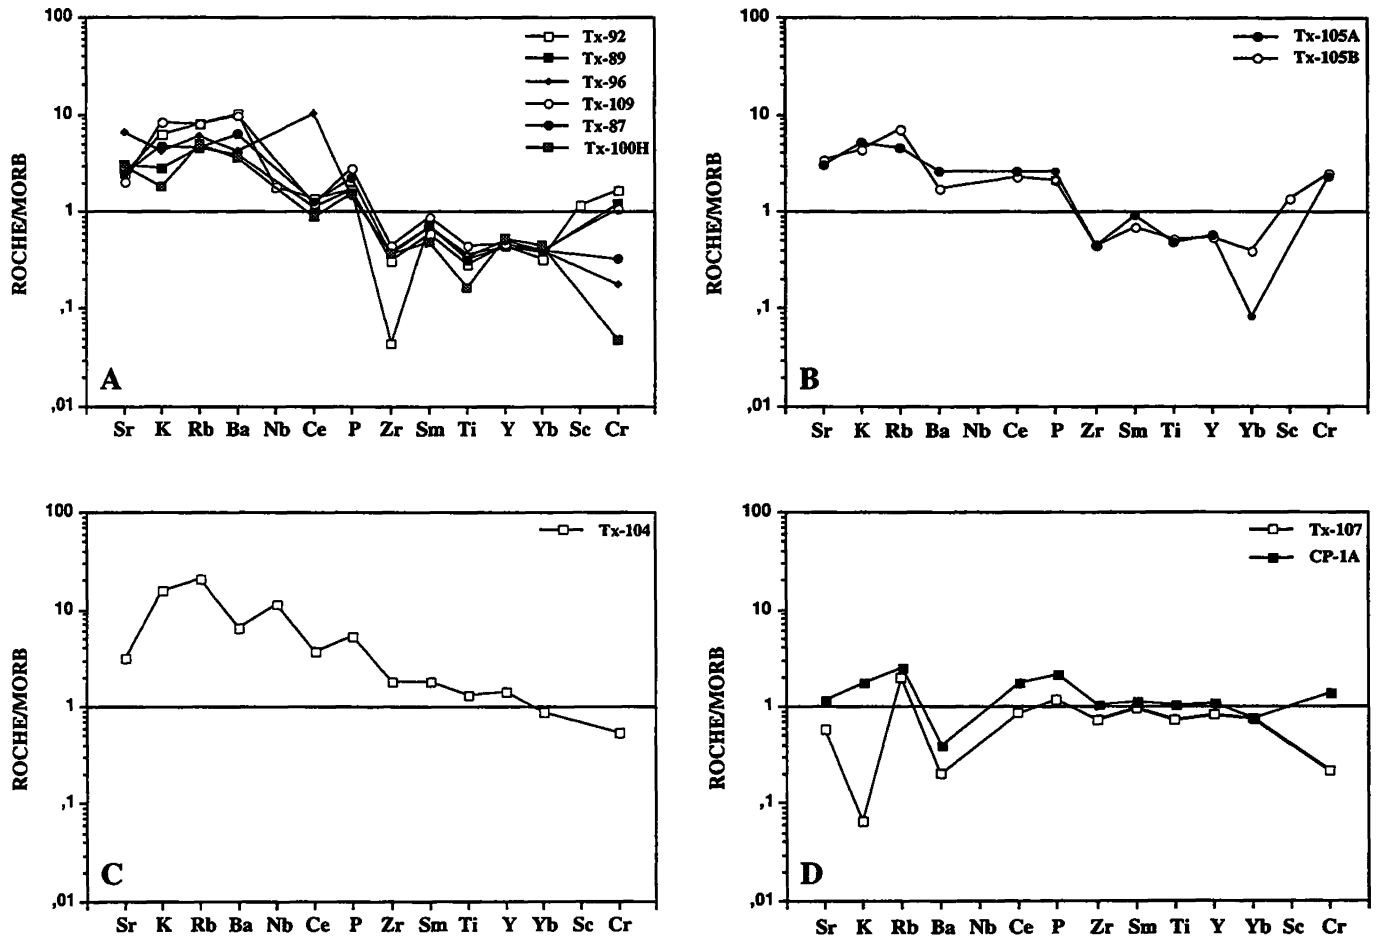 100
10
1
,1
,01
ROCHE/MORB
Tx-92
Tx-89
Tx-96
Tx-109
Tx-87
Tx-100H
A
Sr K Rb Ba Nb Ce P Zr Sm Ti Y Yb Sc Cr
100
10
1
,1
,01
ROCHE/MORB
Tx-105A
Tx-105B
B
Sr K Rb Ba Nb Ce P Zr Sm Ti Y Yb Sc Cr
100
10
1
,1
,01
ROCHE/MORB
Tx-104
C
Sr K Rb Ba Nb Ce P Zr Sm Ti Y Yb Sc Cr
100
10
1
,1
,01
ROCHE/MORB
Tx-107
CP-1A
D
Sr K Rb Ba Nb Ce P Zr Sm Ti Y Yb Sc Cr